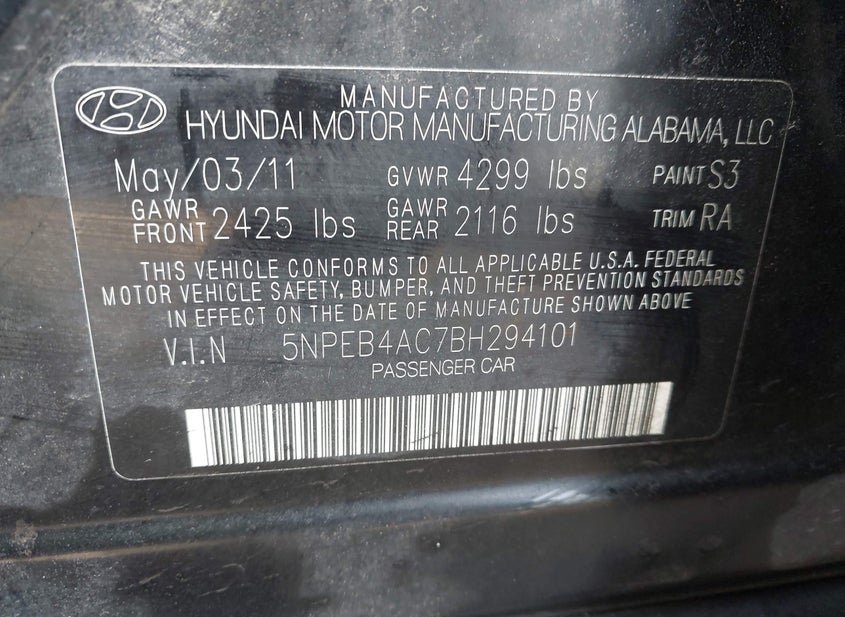 MANUFACTURED BY
HYUNDAI MOTOR MANUFACTURING ALABAMA, LLC
May/03/11 GVWR 4299 lbs PAINT S3
GAWR FRONT 2425 lbs GAWR REAR 2116 lbs TRIM RA
THIS VEHICLE CONFORMS TO ALL APPLICABLE U.S.A. FEDERAL
MOTOR VEHICLE SAFETY, BUMPER, AND THEFT PREVENTION STANDARDS
IN EFFECT ON THE DATE OF MANUFACTURE SHOWN ABOVE
V.I.N 5NPEB4AC7BH294101
PASSENGER CAR